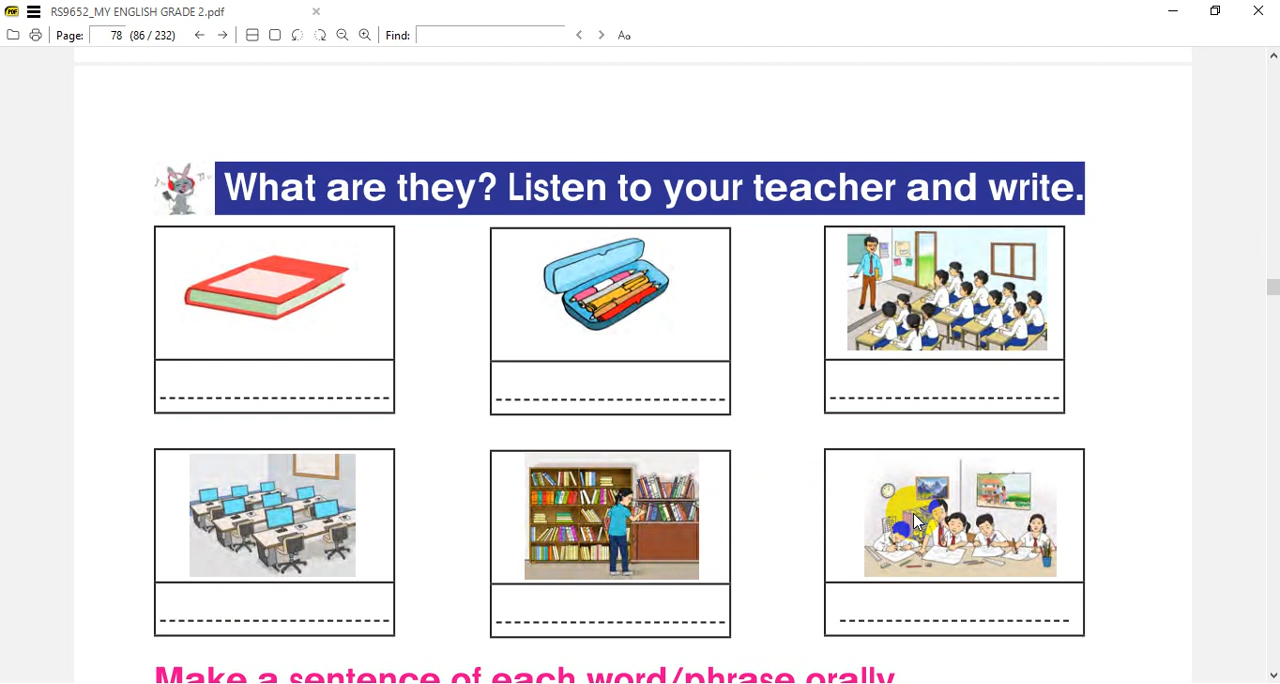 RS9652_MY ENGLISH GRADE 2.pdf
Page: 78 (86 / 232) Find:
What are they? Listen to your teacher and write.
Make a sentence of each word/phrase orally